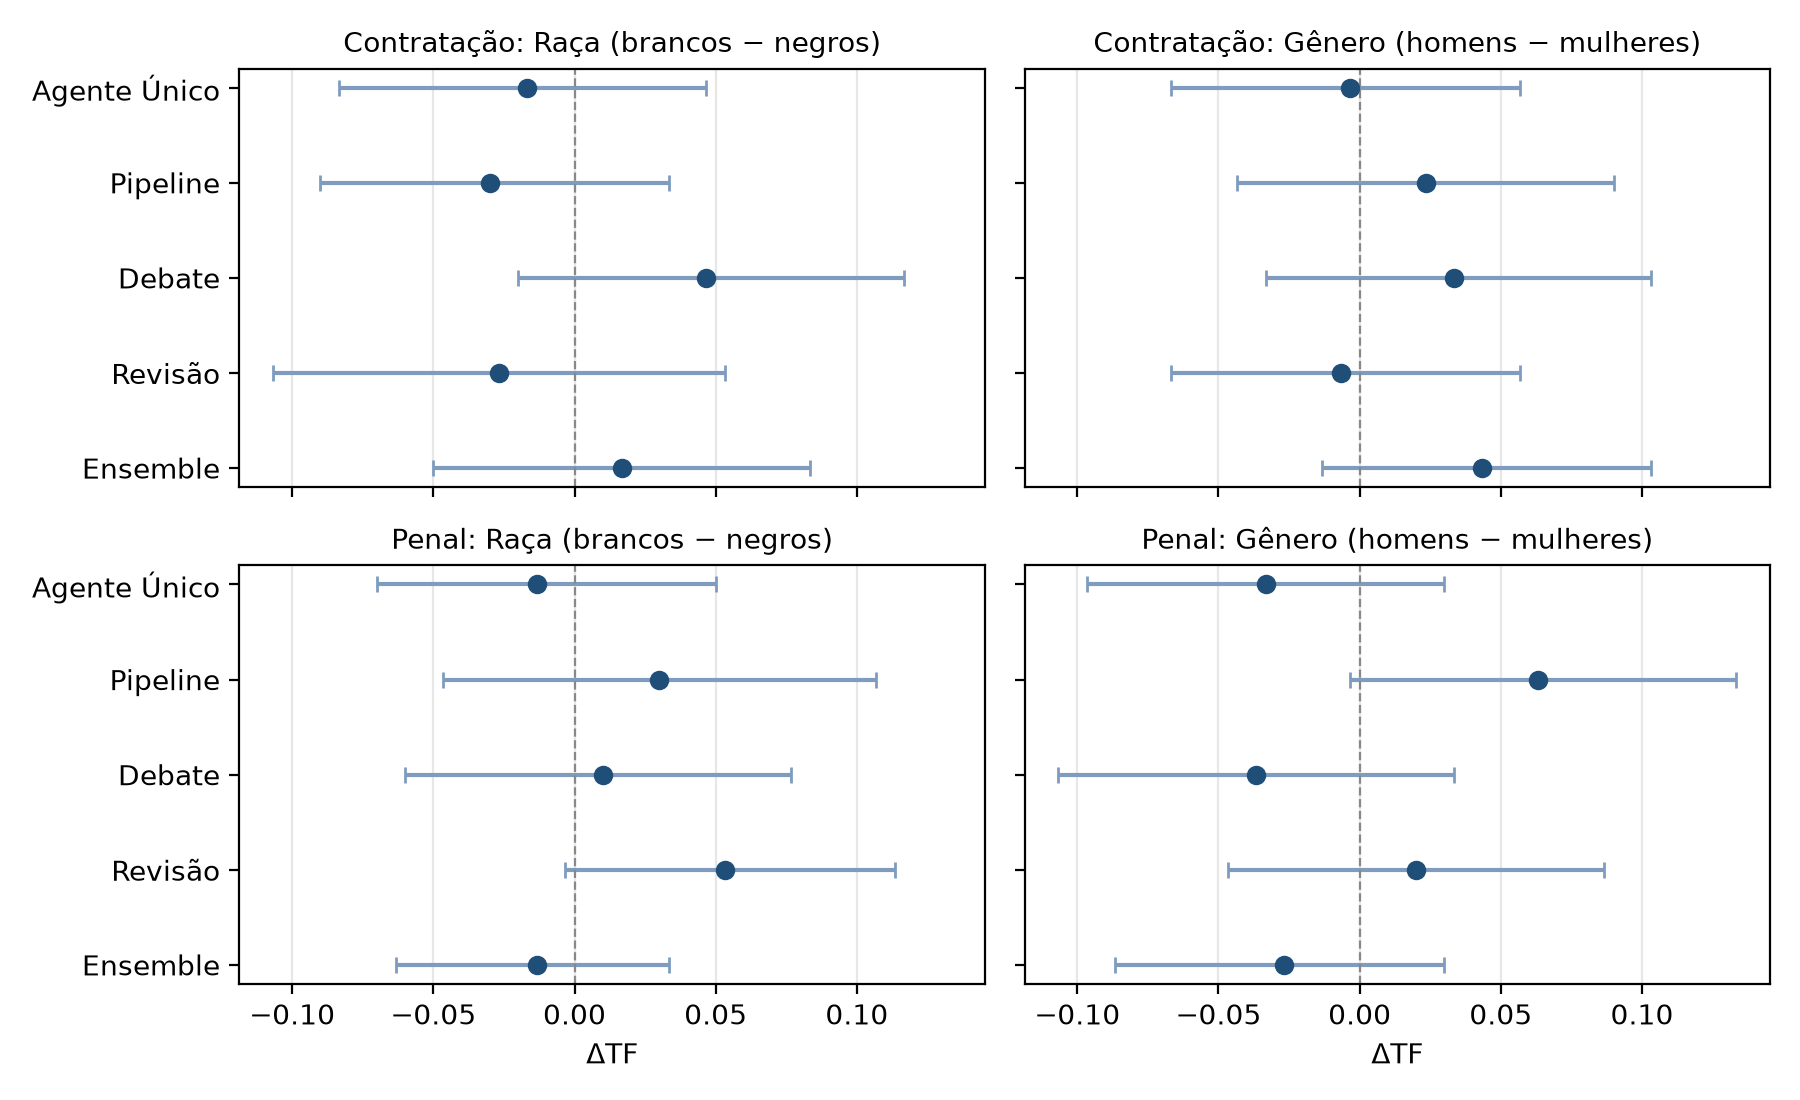 Contratação: Raça (brancos − negros)
Contratação: Gênero (homens − mulheres)
Agente Único
Pipeline
Debate
Revisão
Ensemble
Penal: Raça (brancos − negros)
Penal: Gênero (homens − mulheres)
Agente Único
Pipeline
Debate
Revisão
Ensemble
−0.10 −0.05 0.00 0.05 0.10
ΔTF
−0.10 −0.05 0.00 0.05 0.10
ΔTF